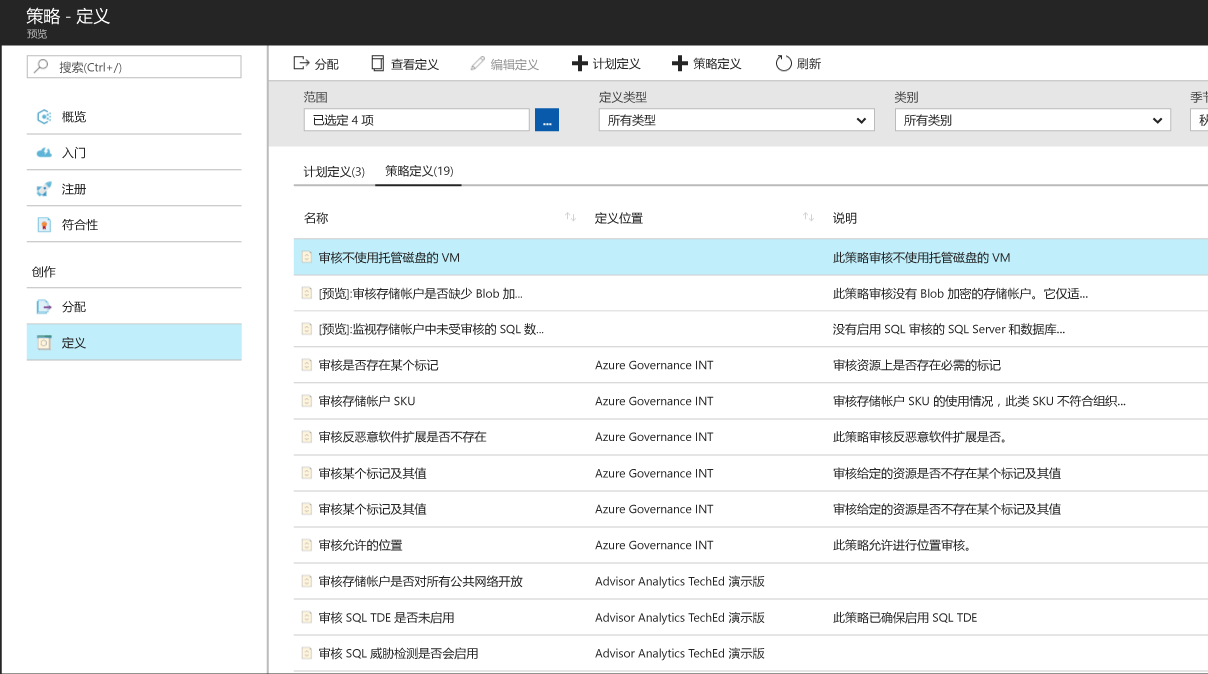 策略 - 定义
预览
搜索(Ctrl+/)
概览
入门
注册
符合性
创作
分配
定义
分配 查看定义 编辑定义 计划定义 策略定义 刷新
范围 定义类型 类别 季节
已选定 4 项 ... 所有类型 所有类别 秋
计划定义(3) 策略定义(19)
名称 定义位置 说明
审核不使用托管磁盘的 VM 此策略审核不使用托管磁盘的 VM
[预览]:审核存储帐户是否缺少 Blob 加... 此策略审核没有 Blob 加密的存储帐户。它仅适...
[预览]:监视存储帐户中未受审核的 SQL 数... 没有启用 SQL 审核的 SQL Server 和数据库...
审核是否存在某个标记 Azure Governance INT 审核资源上是否存在必需的标记
审核存储帐户 SKU Azure Governance INT 审核存储帐户 SKU 的使用情况，此类 SKU 不符合组织...
审核反恶意软件扩展是否不存在 Azure Governance INT 此策略审核反恶意软件扩展是否。
审核某个标记及其值 Azure Governance INT 审核给定的资源是否不存在某个标记及其值
审核某个标记及其值 Azure Governance INT 审核给定的资源是否不存在某个标记及其值
审核允许的位置 Azure Governance INT 此策略允许进行位置审核。
审核存储帐户是否对所有公共网络开放 Advisor Analytics TechEd 演示版
审核 SQL TDE 是否未启用 Advisor Analytics TechEd 演示版 此策略已确保启用 SQL TDE
审核 SQL 威胁检测是否会启用 Advisor Analytics TechEd 演示版